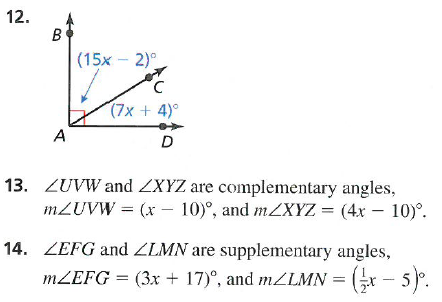 12.
B
(15x − 2)°
C
(7x + 4)°
A
D
13. ∠UVW and ∠XYZ are complementary angles,
m∠UVW = (x − 10)°, and m∠XYZ = (4x − 10)°.
14. ∠EFG and ∠LMN are supplementary angles,
m∠EFG = (3x + 17)°, and m∠LMN = (1/2x − 5)°.